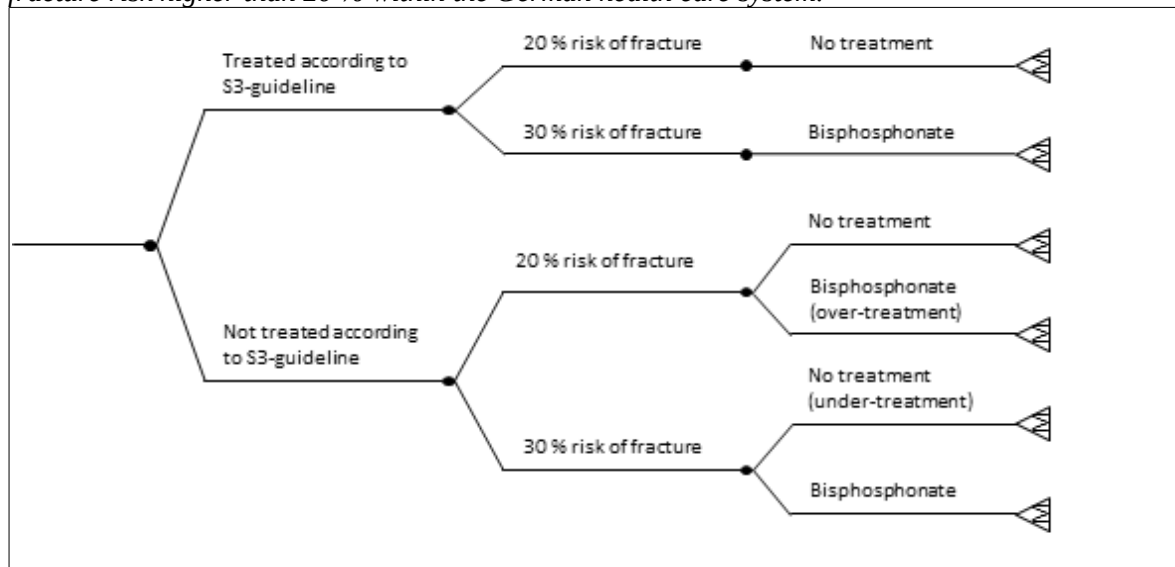 fracture risk higher than 20 % within the German health care system.
20 % risk of fracture
No treatment
Treated according to
S3-guideline
30 % risk of fracture
Bisphosphonate
No treatment
20 % risk of fracture
Bisphosphonate
(over-treatment)
Not treated according
to S3-guideline
No treatment
(under-treatment)
30 % risk of fracture
Bisphosphonate